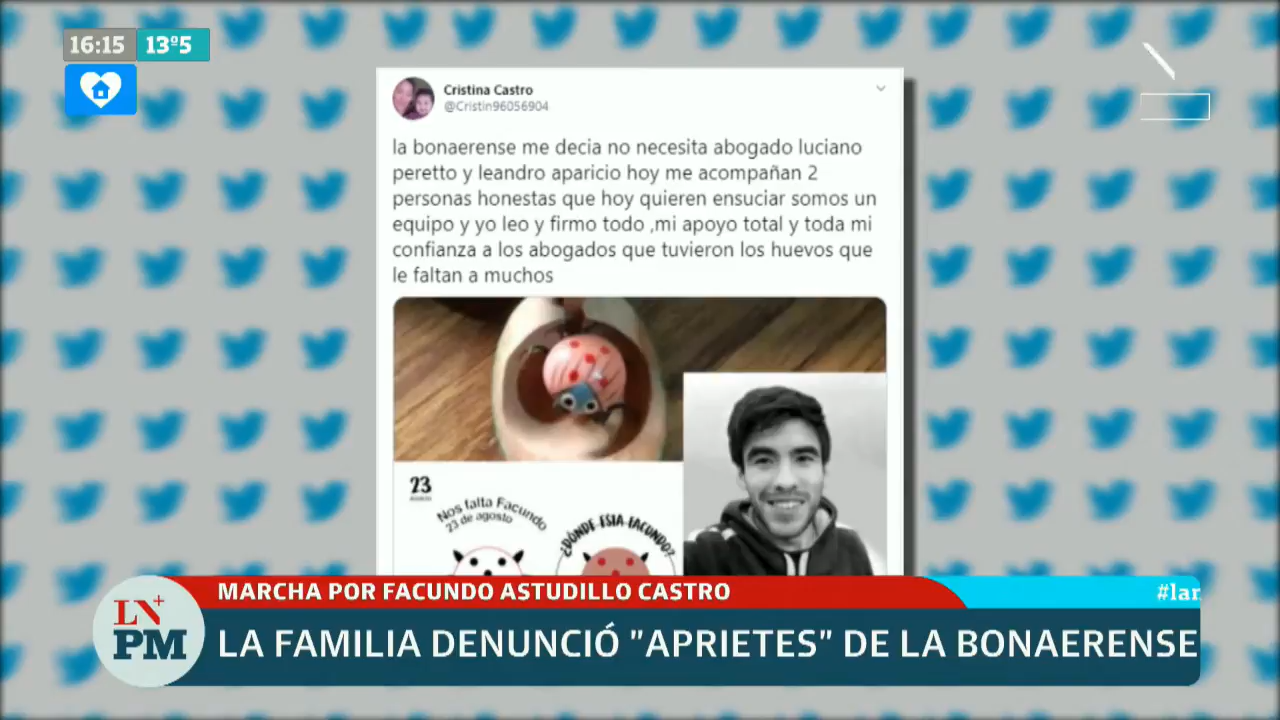 16:15 13º5
Cristina Castro
@Cristin96056904
la bonaerense me decia no necesita abogado luciano
peretto y leandro aparicio hoy me acompañan 2
personas honestas que hoy quieren ensuciar somos un
equipo y yo leo y firmo todo ,mi apoyo total y toda mi
confianza a los abogados que tuvieron los huevos que
le faltan a muchos
23
Nos falta Facundo
23 de agosto
¿DÓNDE ESTA FACUNDO?
MARCHA POR FACUNDO ASTUDILLO CASTRO
#lan
LN+
PM
LA FAMILIA DENUNCIÓ "APRIETES" DE LA BONAERENSE